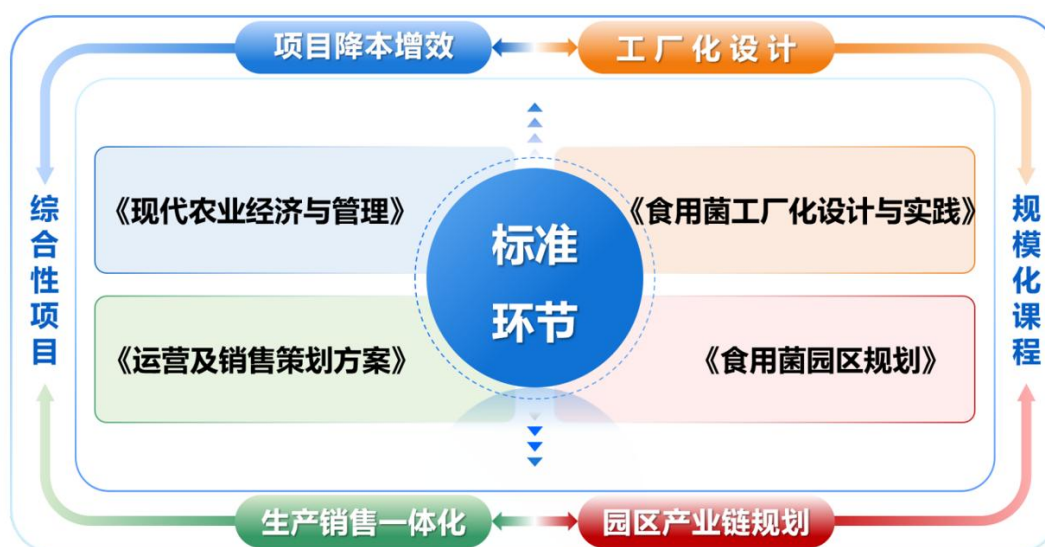 项目降本增效
工厂化设计
综合性项目
《现代农业经济与管理》
标准
环节
《食用菌工厂化设计与实践》
规模化课程
《运营及销售策划方案》
《食用菌园区规划》
生产销售一体化
园区产业链规划